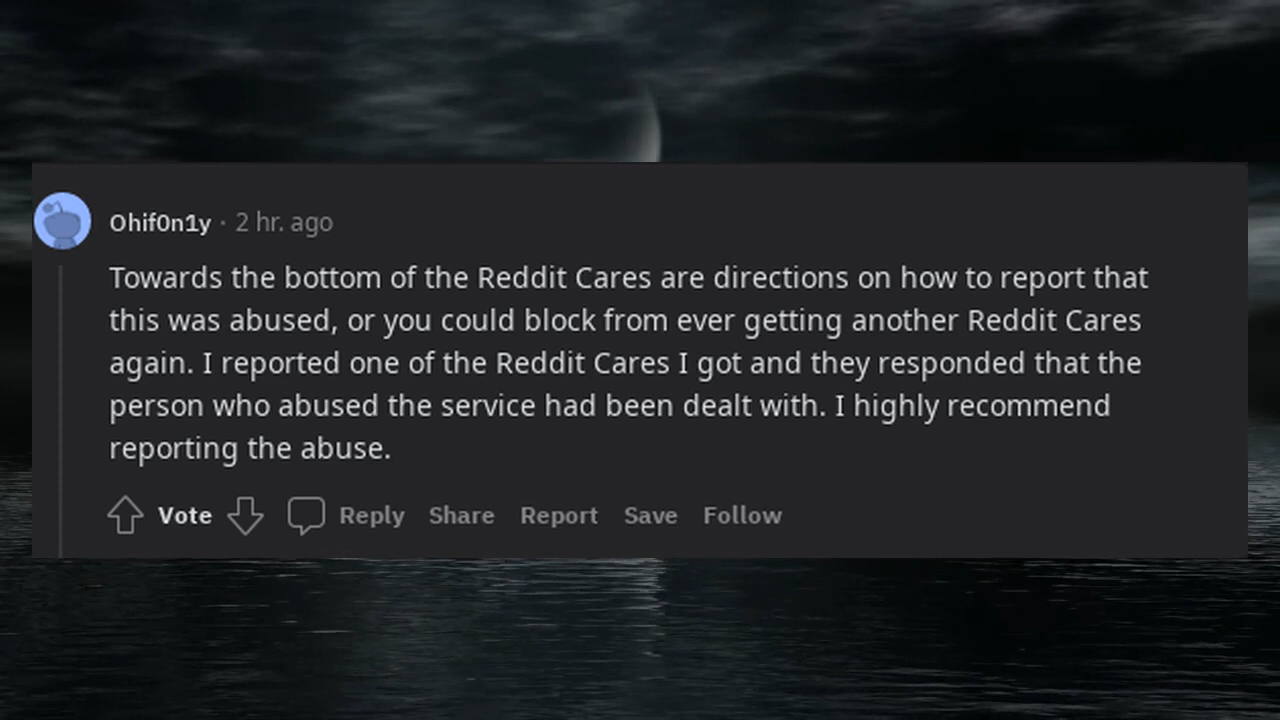 Ohif0n1y · 2 hr. ago
Towards the bottom of the Reddit Cares are directions on how to report that
this was abused, or you could block from ever getting another Reddit Cares
again. I reported one of the Reddit Cares I got and they responded that the
person who abused the service had been dealt with. I highly recommend
reporting the abuse.
Vote Reply Share Report Save Follow